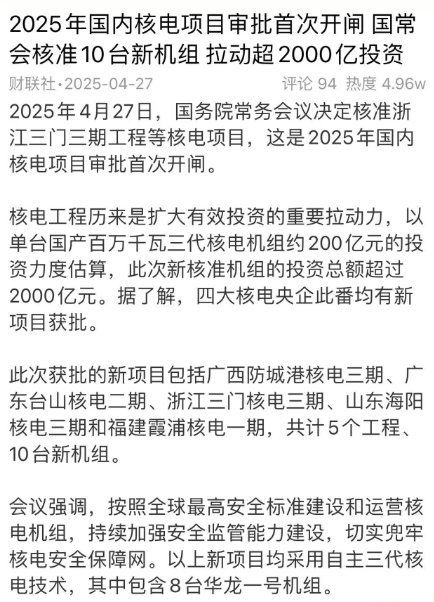 2025年国内核电项目审批首次开闸 国常
会核准10台新机组 拉动超2000亿投资
财联社·2025-04-27 评论 94 热度 4.96w
2025年4月27日，国务院常务会议决定核准浙
江三门三期工程等核电项目，这是2025年国内
核电项目审批首次开闸。
核电工程历来是扩大有效投资的重要拉动力，以
单台国产百万千瓦三代核电机组约200亿元的投
资力度估算，此次新核准机组的投资总额超过
2000亿元。据了解，四大核电央企此番均有新
项目获批。
此次获批的新项目包括广西防城港核电三期、广
东台山核电二期、浙江三门核电三期、山东海阳
核电三期和福建霞浦核电一期，共计5个工程、
10台新机组。
会议强调，按照全球最高安全标准建设和运营核
电机组，持续加强安全监管能力建设，切实兜牢
核电安全保障网。以上新项目均采用自主三代核
电技术，其中包含8台华龙一号机组。